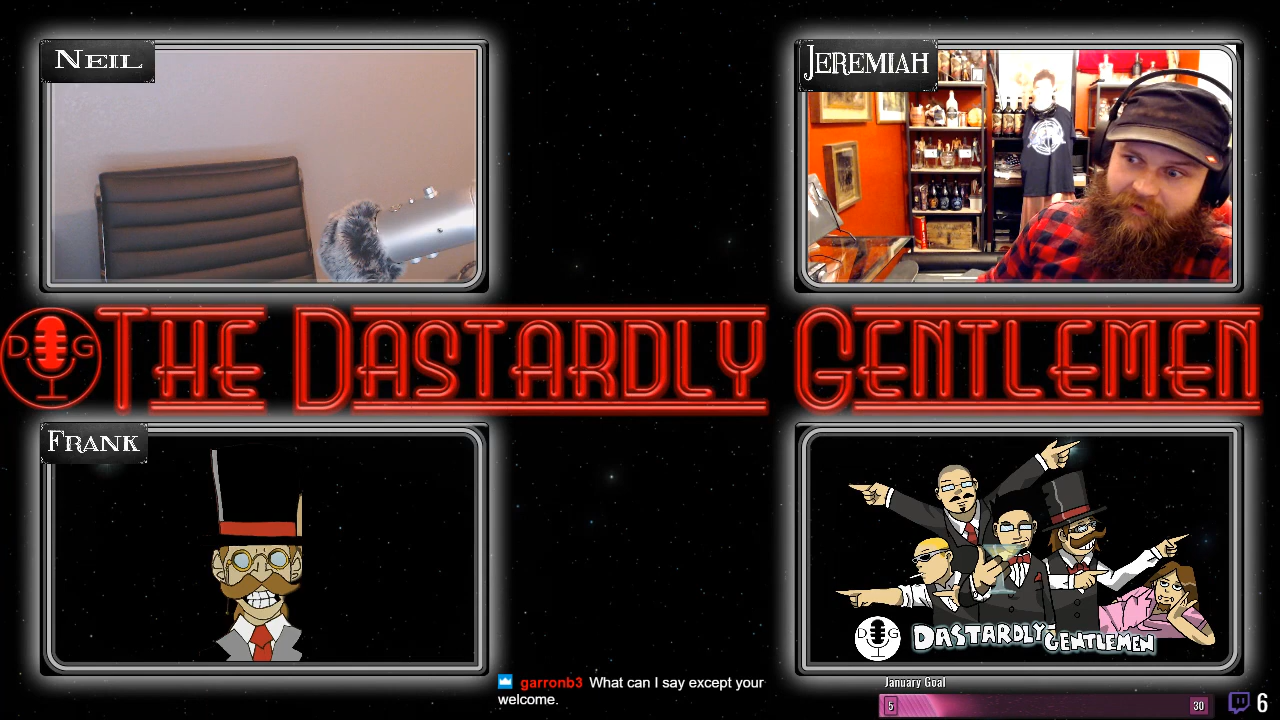 NEIL
JEREMIAH
D G THE DASTARDLY GENTLEMEN
FRANK
D G DASTARDLY GENTLEMEN
garronb3 What can I say except your
welcome.
January Goal
5 30 6